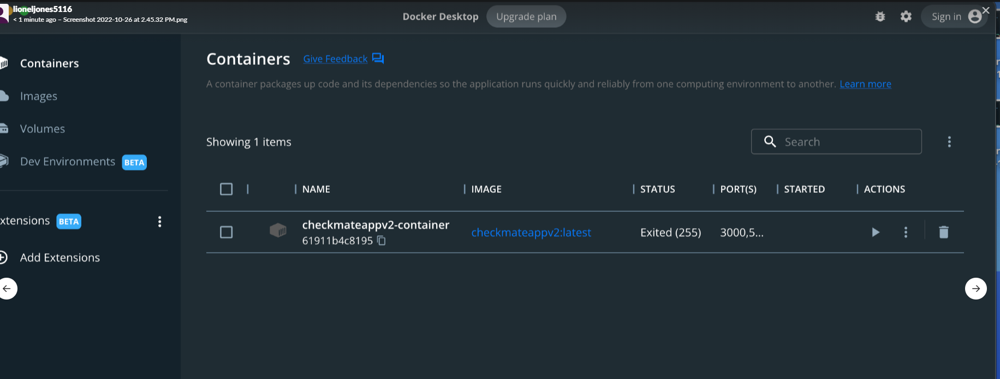 lioneljones5116
< 1 minute ago – Screenshot 2022-10-26 at 2.45.32 PM.png
Docker Desktop Upgrade plan Sign in
Containers
Images
Volumes
Dev Environments BETA
xtensions BETA
Add Extensions
Containers Give Feedback
A container packages up code and its dependencies so the application runs quickly and reliably from one computing environment to another. Learn more
Showing 1 items Search
NAME IMAGE STATUS PORT(S) STARTED ACTIONS
checkmateappv2-container checkmateappv2:latest Exited (255) 3000,5...
61911b4c8195